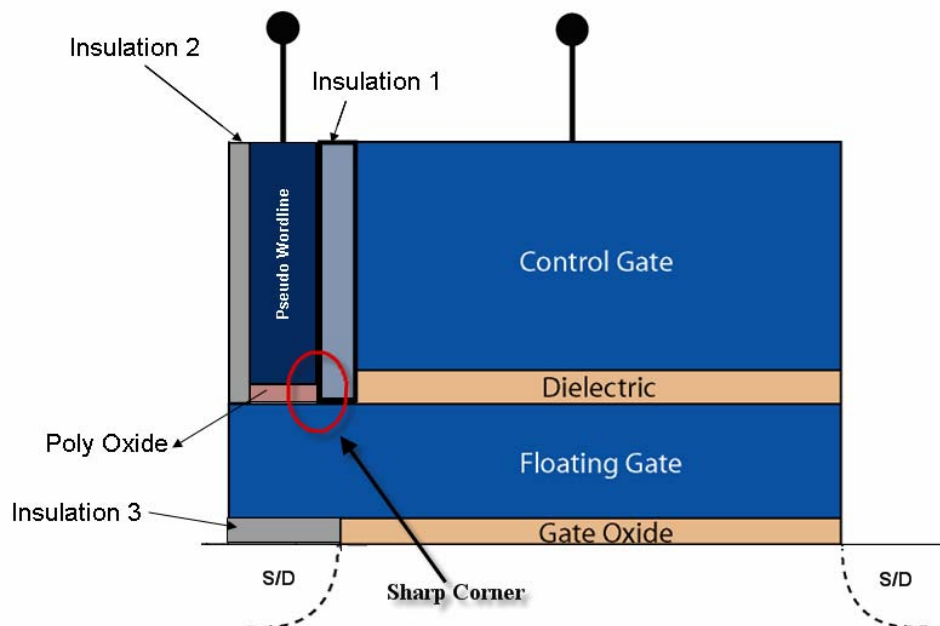 Insulation 2
Insulation 1
Pseudo Wordline
Control Gate
Dielectric
Poly Oxide
Floating Gate
Insulation 3
Gate Oxide
S/D
S/D
Sharp Corner